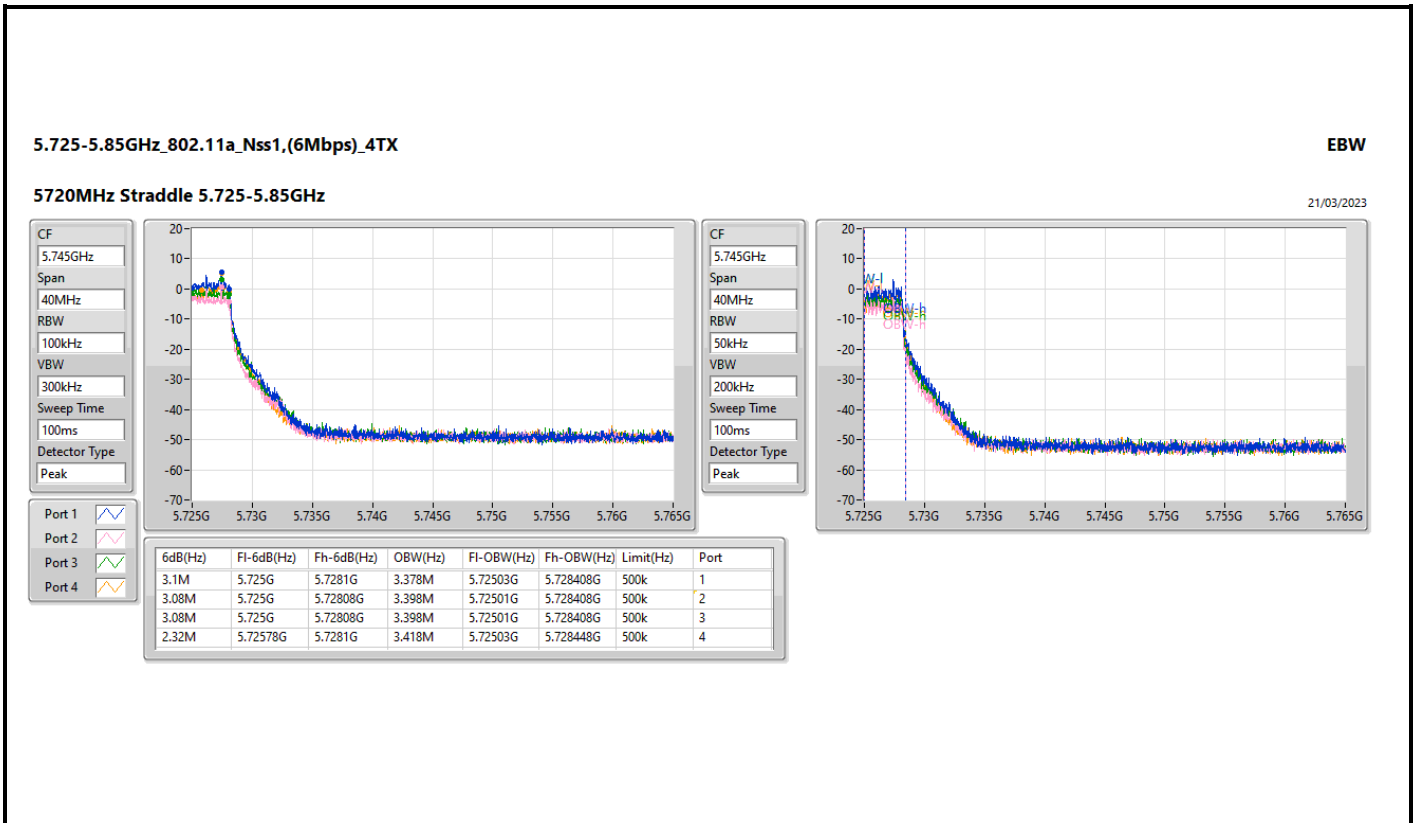 5.725-5.85GHz_802.11a_Nss1,(6Mbps)_4TX
EBW
5720MHz Straddle 5.725-5.85GHz
21/03/2023
CF
5.745GHz
Span
40MHz
RBW
100kHz
VBW
300kHz
Sweep Time
100ms
Detector Type
Peak
20
10
0
-10
-20
-30
-40
-50
-60
-70
5.725G 5.73G 5.735G 5.74G 5.745G 5.75G 5.755G 5.76G 5.765G
CF
5.745GHz
Span
40MHz
RBW
50kHz
VBW
200kHz
Sweep Time
100ms
Detector Type
Peak
20
10
0
-10
-20
-30
-40
-50
-60
-70
W-l
OBW-h
OBW-h
OBW-h
5.725G 5.73G 5.735G 5.74G 5.745G 5.75G 5.755G 5.76G 5.765G
Port 1
Port 2
Port 3
Port 4
6dB(Hz) Fl-6dB(Hz) Fh-6dB(Hz) OBW(Hz) Fl-OBW(Hz) Fh-OBW(Hz) Limit(Hz) Port
3.1M 5.725G 5.7281G 3.378M 5.72503G 5.728408G 500k 1
3.08M 5.725G 5.72808G 3.398M 5.72501G 5.728408G 500k 2
3.08M 5.725G 5.72808G 3.398M 5.72501G 5.728408G 500k 3
2.32M 5.72578G 5.7281G 3.418M 5.72503G 5.728448G 500k 4